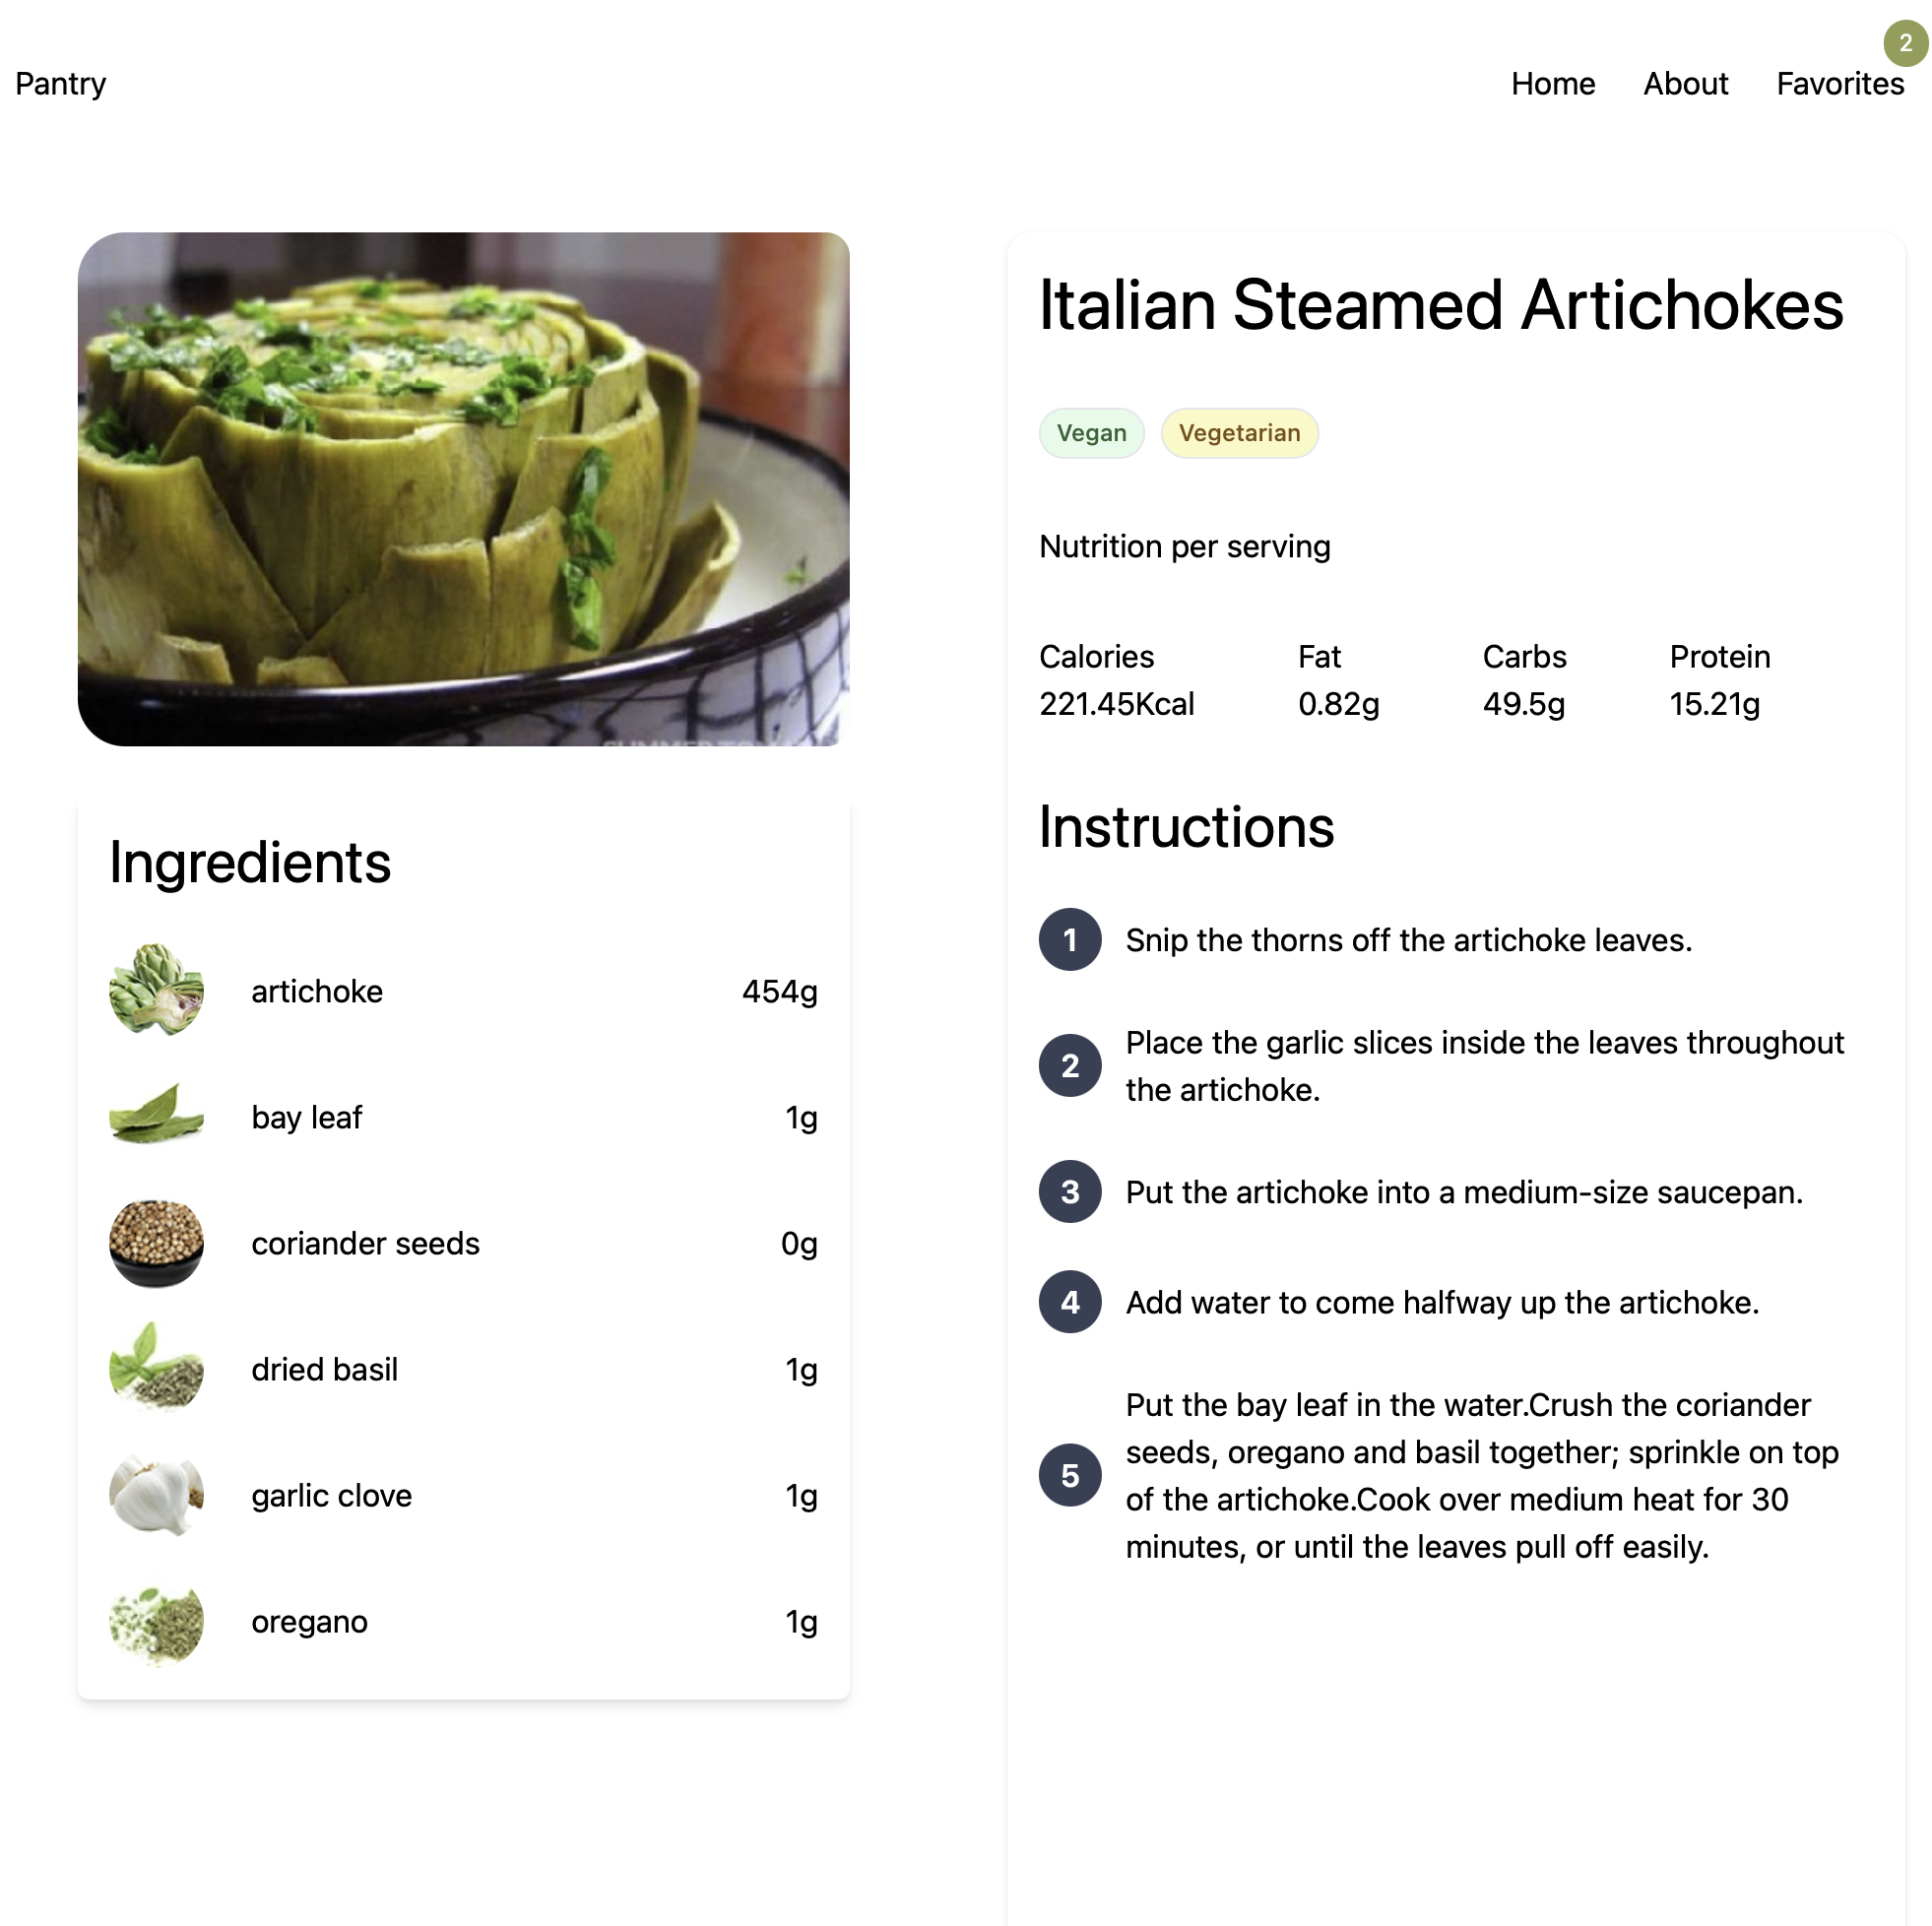 Pantry
Home About Favorites 2
Italian Steamed Artichokes
Vegan Vegetarian
Nutrition per serving
Calories Fat Carbs Protein
221.45Kcal 0.82g 49.5g 15.21g
Ingredients
artichoke 454g
bay leaf 1g
coriander seeds 0g
dried basil 1g
garlic clove 1g
oregano 1g
Instructions
1 Snip the thorns off the artichoke leaves.
2 Place the garlic slices inside the leaves throughout
the artichoke.
3 Put the artichoke into a medium-size saucepan.
4 Add water to come halfway up the artichoke.
5 Put the bay leaf in the water.Crush the coriander
seeds, oregano and basil together; sprinkle on top
of the artichoke.Cook over medium heat for 30
minutes, or until the leaves pull off easily.